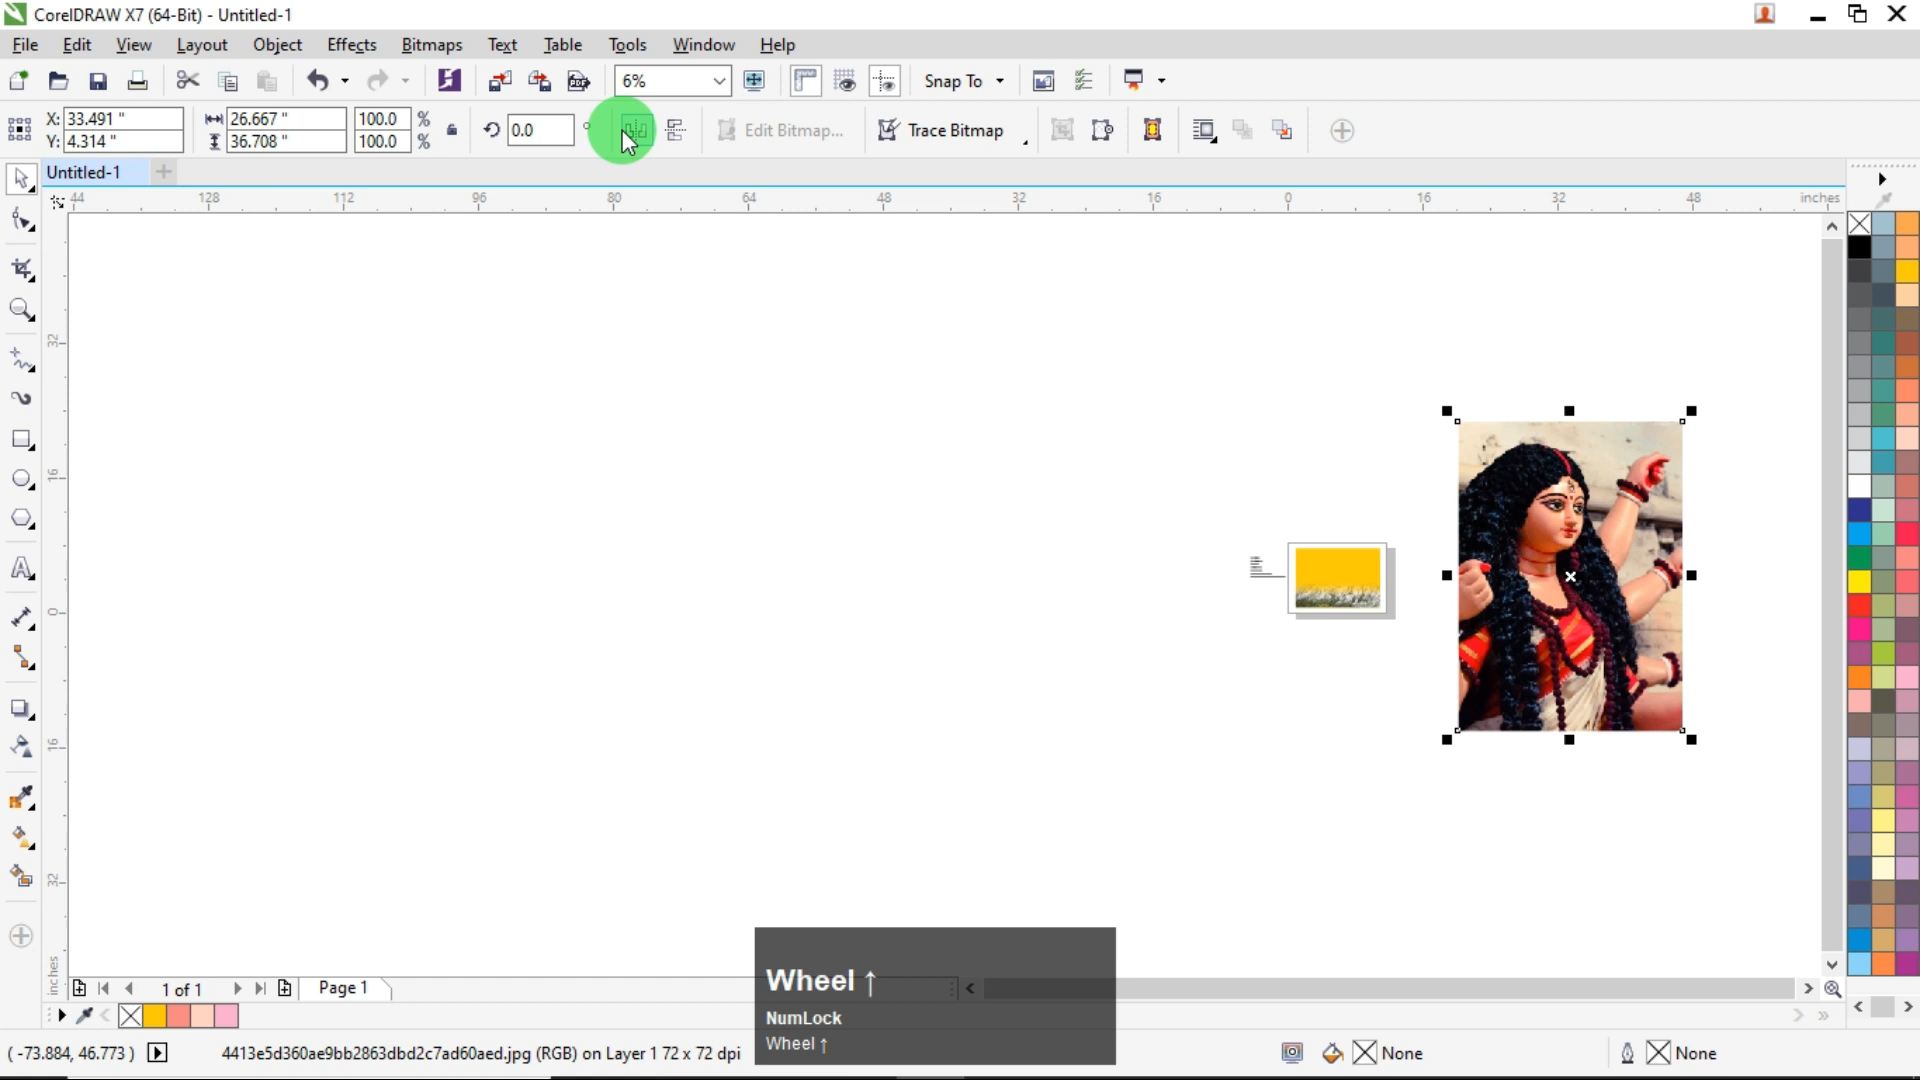 CorelDRAW X7 (64-Bit) - Untitled-1
File Edit View Layout Object Effects Bitmaps Text Table Tools Window Help
6% Snap To
X: 33.491 " 26.667 " 100.0 % 0.0 ° Edit Bitmap... Trace Bitmap
Y: 4.314 " 36.708 " 100.0 %
Untitled-1
44 128 112 96 80 64 48 32 16 0 16 32 48 inches
32
16
0
16
32
inches
1 of 1 Page 1
Wheel ↑
NumLock
Wheel ↑
( -73.884, 46.773 ) 4413e5d360ae9bb2863dbd2c7ad60aed.jpg (RGB) on Layer 1 72 x 72 dpi None None